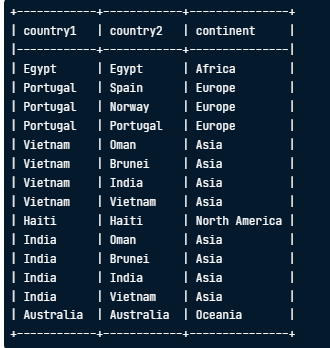 +------------+------------+---------------+
| country1   | country2   | continent     |
|------------+------------+---------------|
| Egypt      | Egypt      | Africa        |
| Portugal   | Spain      | Europe        |
| Portugal   | Norway     | Europe        |
| Portugal   | Portugal   | Europe        |
| Vietnam    | Oman       | Asia          |
| Vietnam    | Brunei     | Asia          |
| Vietnam    | India      | Asia          |
| Vietnam    | Vietnam    | Asia          |
| Haiti      | Haiti      | North America |
| India      | Oman       | Asia          |
| India      | Brunei     | Asia          |
| India      | India      | Asia          |
| India      | Vietnam    | Asia          |
| Australia  | Australia  | Oceania       |
+------------+------------+---------------+